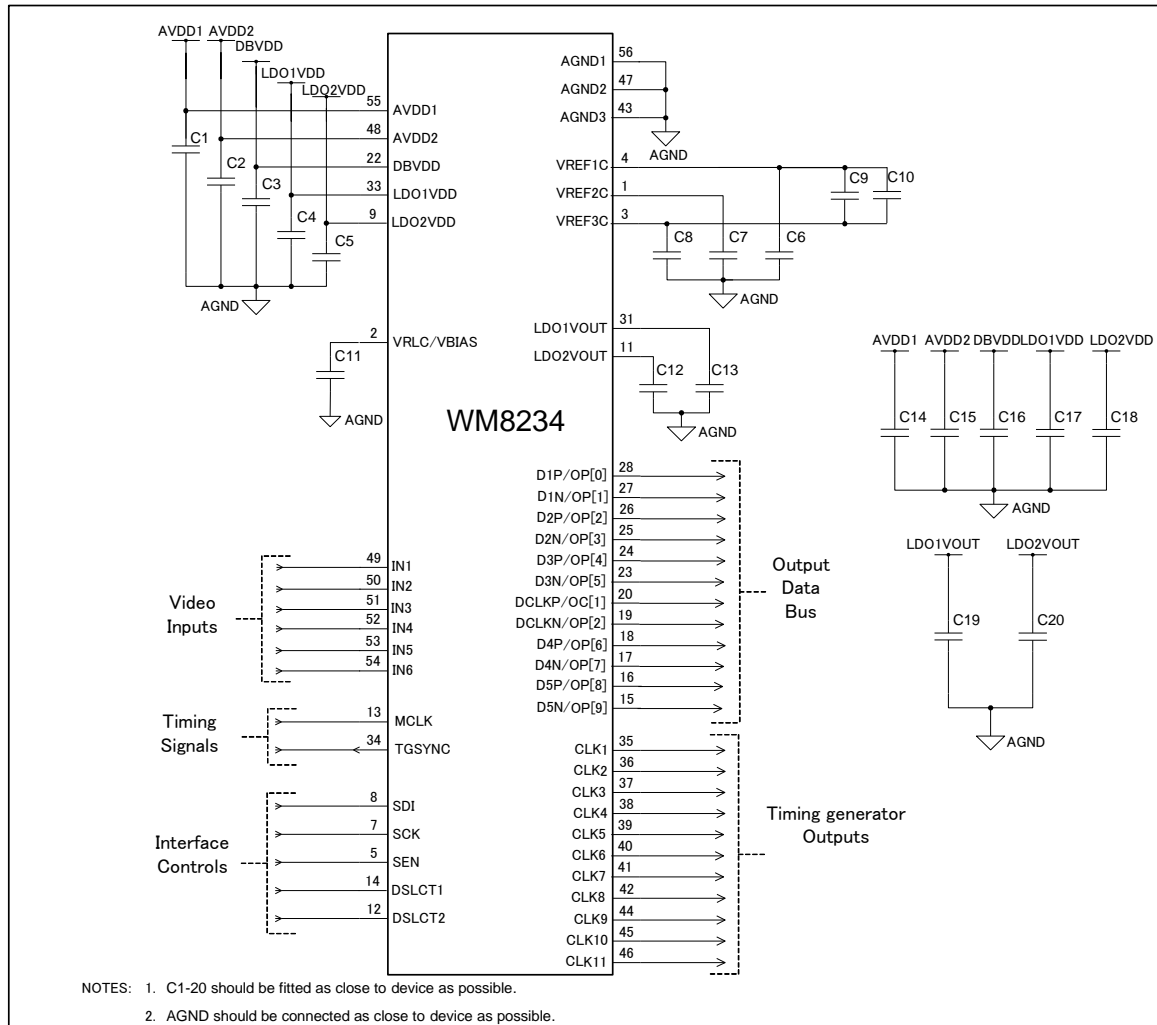 AVDD1 AVDD2
DBVDD
LDO1VDD
LDO2VDD
55 AVDD1
48 AVDD2
22 DBVDD
33 LDO1VDD
9 LDO2VDD
C1
C2
C3
C4
C5
AGND
2 VRLC/VBIAS
C11
AGND
WM8234
AGND1 56
AGND2 47
AGND3 43
AGND
VREF1C 4
VREF2C 1
VREF3C 3
C9 C10
C8 C7 C6
AGND
LDO1VOUT 31
LDO2VOUT 11
C12 C13
AGND
AVDD1 AVDD2 DBVDD LDO1VDD LDO2VDD
C14 C15 C16 C17 C18
AGND
LDO1VOUT LDO2VOUT
C19 C20
AGND
Video
Inputs
49 IN1
50 IN2
51 IN3
52 IN4
53 IN5
54 IN6
Timing
Signals
13 MCLK
34 TGSYNC
Interface
Controls
8 SDI
7 SCK
5 SEN
14 DSLCT1
12 DSLCT2
D1P/OP[0] 28
D1N/OP[1] 27
D2P/OP[2] 26
D2N/OP[3] 25
D3P/OP[4] 24
D3N/OP[5] 23
DCLKP/OC[1] 20
DCLKN/OP[2] 19
D4P/OP[6] 18
D4N/OP[7] 17
D5P/OP[8] 16
D5N/OP[9] 15
Output
Data
Bus
CLK1 35
CLK2 36
CLK3 37
CLK4 38
CLK5 39
CLK6 40
CLK7 41
CLK8 42
CLK9 44
CLK10 45
CLK11 46
Timing generator
Outputs
NOTES: 1. C1-20 should be fitted as close to device as possible.
2. AGND should be connected as close to device as possible.